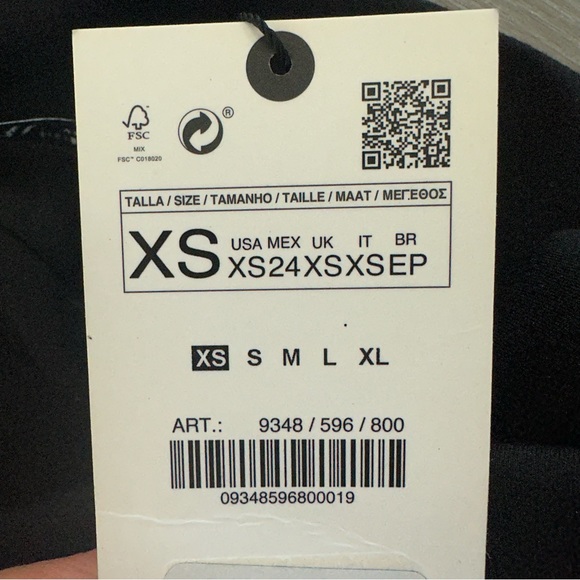 ®
FSC
MIX
FSC™ C018020
TALLA / SIZE / TAMANHO / TAILLE / MAAT / ΜΕΓΕΘΟΣ
XS
USA MEX UK IT BR
XS 24 XS XS EP
XS S M L XL
ART.: 9348 / 596 / 800
09348596800019